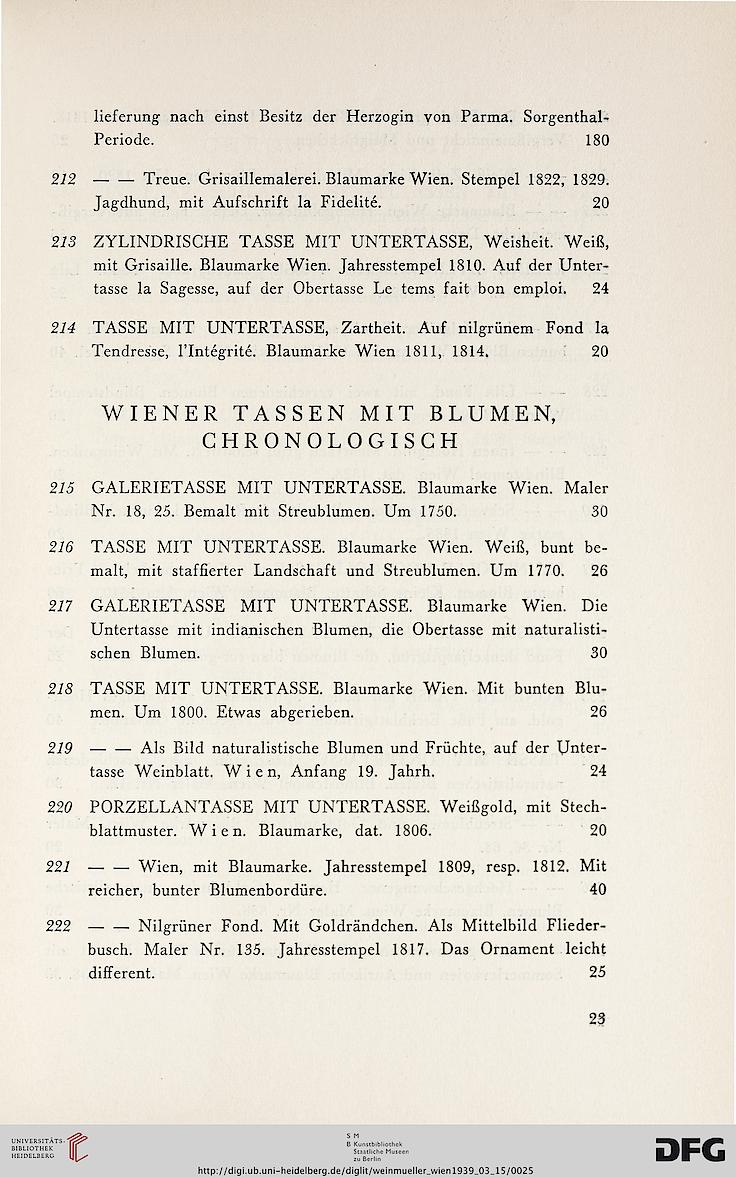 lieferung nach einst Besitz der Herzogin von Parma. Sorgenthal-
Periode. 180
212 — — Treue. Grisaillemalerei. Blaumarke Wien. Stempel 1822, 1829.
Jagdhund, mit Aufschrift la Fidelité. 20
213 ZYLINDRISCHE TASSE MIT UNTERTASSE, Weisheit. Weiß,
mit Grisaille. Blaumarke Wien. Jahresstempel 1810. Auf der Unter-
tasse la Sagesse, auf der Obertasse Le tems fait bon emploi. 24
214 TASSE MIT UNTERTASSE, Zartheit. Auf nilgrünem Fond la
Tendresse, l'Intégrité. Blaumarke Wien 1811, 1814. 20
WIENER TASSEN MIT BLUMEN,
CHRONOLOGISCH
215 GALERIETASSE MIT UNTERTASSE. Blaumarke Wien. Maler
Nr. 18, 25. Bemalt mit Streublumen. Um 1750. 30
216 TASSE MIT UNTERTASSE. Blaumarke Wien. Weiß, bunt be-
malt, mit staffierter Landschaft und Streublumen. Um 1770. 26
217 GALERIETASSE MIT UNTERTASSE. Blaumarke Wien. Die
Untertasse mit indianischen Blumen, die Obertasse mit naturalisti-
schen Blumen. 30
218 TASSE MIT UNTERTASSE. Blaumarke Wien. Mit bunten Blu-
men. Um 1800. Etwas abgerieben. 26
219 — — Als Bild naturalistische Blumen und Früchte, auf der Unter-
tasse Weinblatt. Wien, Anfang 19. Jahrh. 24
220 PORZELLANTASSE MIT UNTERTASSE. Weißgold, mit Stech-
blattmuster. Wien. Blaumarke, dat. 1806. 20
221 — — Wien, mit Blaumarke. Jahresstempel 1809, resp. 1812. Mit
reicher, bunter Blumenbordüre. 40
222 — — Nilgrüner Fond. Mit Goldrändchen. Als Mittelbild Flieder-
busch. Maler Nr. 135. Jahresstempel 1817. Das Ornament leicht
different. 25
23
UNIVERSITÄTS-
BIBLIOTHEK
HEIDELBERG
S M
B Kunstbibliothek
Staatliche Museen
zu Berlin
DFG
http://digi.ub.uni-heidelberg.de/diglit/weinmueller_wien1939_03_15/0025